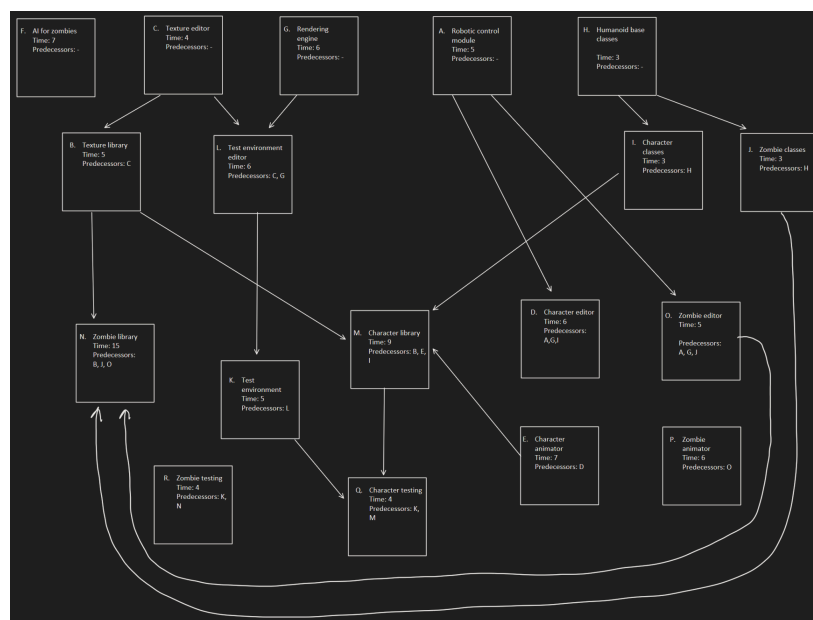 F. AI for zombies
Time: 7
Predecessors: -
C. Texture editor
Time: 4
Predecessors: -
G. Rendering
engine
Time: 6
Predecessors: -
A. Robotic control
module
Time: 5
Predecessors: -
H. Humanoid base
classes
Time: 3
Predecessors: -
B. Texture library
Time: 5
Predecessors: C
L. Test environment
editor
Time: 6
Predecessors: C, G
I. Character
classes
Time: 3
Predecessors: H
J. Zombie classes
Time: 3
Predecessors: H
N. Zombie library
Time: 15
Predecessors:
B, J, O
M. Character library
Time: 9
Predecessors: B, E,
I
D. Character editor
Time: 6
Predecessors:
A,G,I
O. Zombie editor
Time: 5
Predecessors:
A, G, J
K. Test
environment
Time: 5
Predecessors: L
E. Character
animator
Time: 7
Predecessors: D
P. Zombie
animator
Time: 6
Predecessors: O
R. Zombie testing
Time: 4
Predecessors: K,
N
Q. Character testing
Time: 4
Predecessors: K,
M